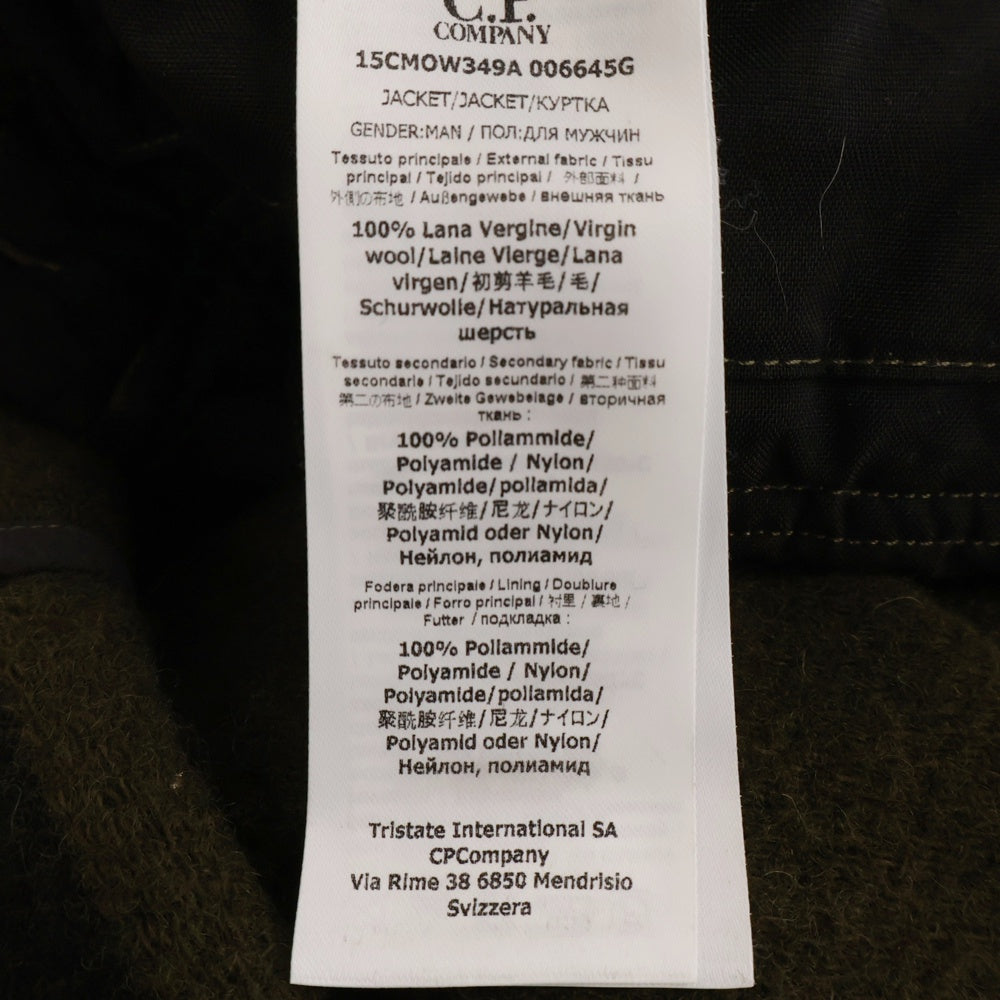 C.P.
COMPANY
15CMOW349A 006645G
JACKET/JACKET/КУРТКА
GENDER:MAN / ПОЛ:ДЛЯ МУЖЧИН
Tessuto principale / External fabric / Tissu
principal / Tejido principal / 外部面料 /
外側の布地 / Außengewebe / внешняя ткань
100% Lana Vergine/Virgin
wool/Laine Vierge/Lana
virgen/初剪羊毛/毛/
Schurwolle/Натуральная
шерсть
Tessuto secondario / Secondary fabric / Tissu
secondarie / Tejido secundario / 第二种面料
第二の布地 / Zweite Gewebelage / вторичная
ткань :
100% Poliammide/
Polyamide / Nylon/
Polyamide/poliamida/
聚酰胺纤维/尼龙/ナイロン/
Polyamid oder Nylon/
Нейлон, полиамид
Fodera principale / Lining / Doublure
principale / Forro principal / 衬里 / 裏地 /
Futter / подкладка :
100% Poliammide/
Polyamide / Nylon/
Polyamide/poliamida/
聚酰胺纤维/尼龙/ナイロン/
Polyamid oder Nylon/
Нейлон, полиамид
Tristate International SA
CPCompany
Via Rime 38 6850 Mendrisio
Svizzera